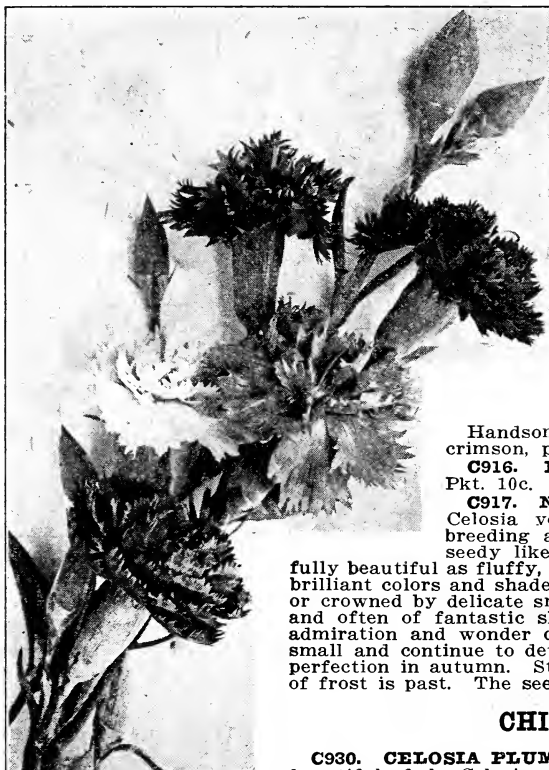 Handson
crimson, p
C916.
Pkt. 10c.
C917. N
Celosia ve
breeding a
seedy like
fully beautiful as fluffy,
brilliant colors and shade
or crowned by delicate sn
and often of fantastic sh
admiration and wonder o
small and continue to de
perfection in autumn. St
of frost is past. The see
CHI
C930. CELOSIA PLUM